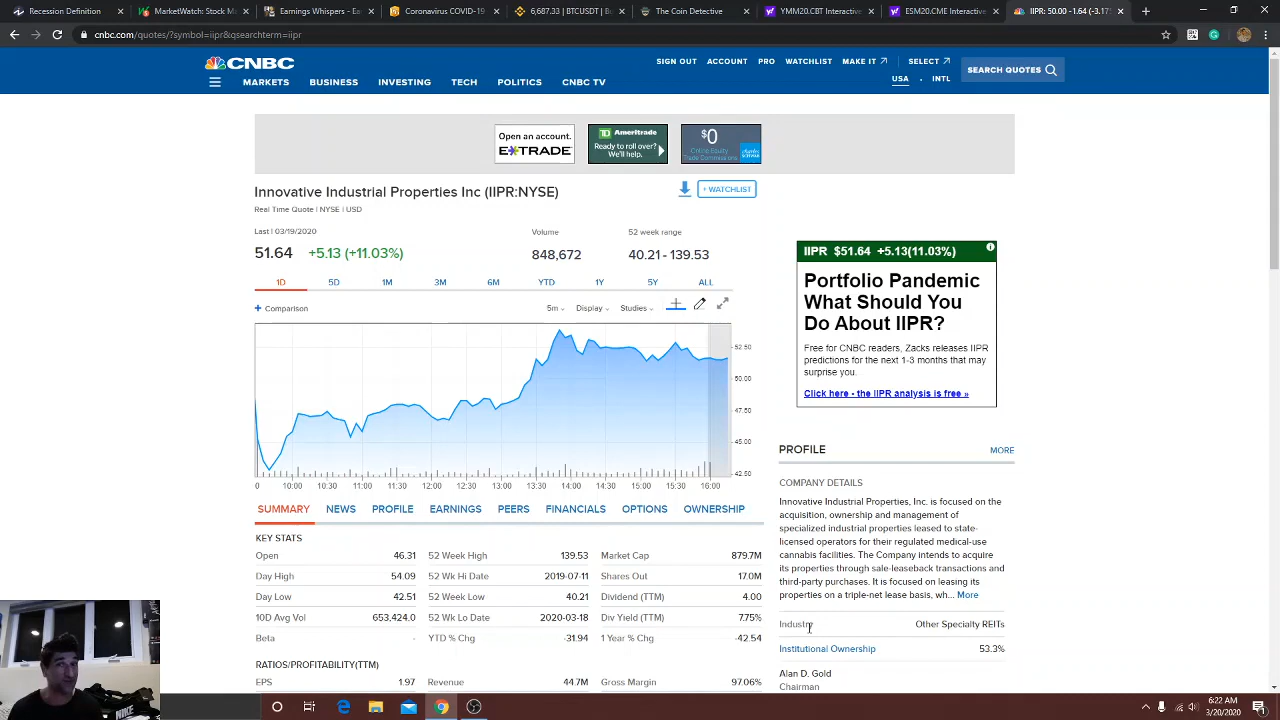 Economic Calendar - In
MarketWatch Stock Ma
Earnings Whispers - Ea
Coronavirus COVID-19
6,687.33 | BTCUSDT | Bu
The Coin Detective
YMM20.CBT Interactive
ESM20.CME Interactive
IIPR: 50.00 -1.64 (-3.17
cnbc.com/quotes/?symbol=iipr&searchterm=iipr
CNBC
SIGN OUT ACCOUNT PRO WATCHLIST MAKE IT SELECT
USA INTL
SEARCH QUOTES
MARKETS BUSINESS INVESTING TECH POLITICS CNBC TV
Open an account.
E*TRADE
TD Ameritrade
Ready to roll over?
We'll help.
$0
Online Equity
Trade Commissions
charles SCHWAB
Innovative Industrial Properties Inc (IIPR:NYSE)
+ WATCHLIST
Real Time Quote | NYSE | USD
Last | 03/19/2020 Volume 52 week range
51.64 +5.13 (+11.03%) 848,672 40.21 - 139.53
1D 5D 1M 3M 6M YTD 1Y 5Y ALL
+ Comparison 5m Display Studies
52.50
50.00
47.50
45.00
42.50
0 10:00 10:30 11:00 11:30 12:00 12:30 13:00 13:30 14:00 14:30 15:00 15:30 16:00
SUMMARY NEWS PROFILE EARNINGS PEERS FINANCIALS OPTIONS OWNERSHIP
KEY STATS
Open 46.31 52 Week High 139.53 Market Cap 879.7M
Day High 54.09 52 Wk Hi Date 2019-07-11 Shares Out 17.0M
Day Low 42.51 52 Week Low 40.21 Dividend (TTM) 4.00
10D Avg Vol 653,424.0 52 Wk Lo Date 2020-03-18 Div Yield (TTM) 7.75%
Beta - YTD % Chg -31.94 1 Year % Chg -42.54
RATIOS/PROFITABILITY(TTM)
EPS 1.97 Revenue 44.7M Gross Margin 97.06%
IIPR $51.64 +5.13(11.03%)
Portfolio Pandemic
What Should You
Do About IIPR?
Free for CNBC readers, Zacks releases IIPR
predictions for the next 1-3 months that may
surprise you.
Click here - the IIPR analysis is free »
PROFILE MORE
COMPANY DETAILS
Innovative Industrial Properties, Inc. is focused on the
acquisition, ownership and management of
specialized industrial properties leased to state-
licensed operators for their regulated medical-use
cannabis facilities. The Company intends to acquire
its properties through sale-leaseback transactions and
third-party purchases. It is focused on leasing its
properties on a triple-net lease basis, wh... More
Industry Other Specialty REITs
Institutional Ownership 53.3%
Alan D. Gold
Chairman
6:22 AM
3/20/2020